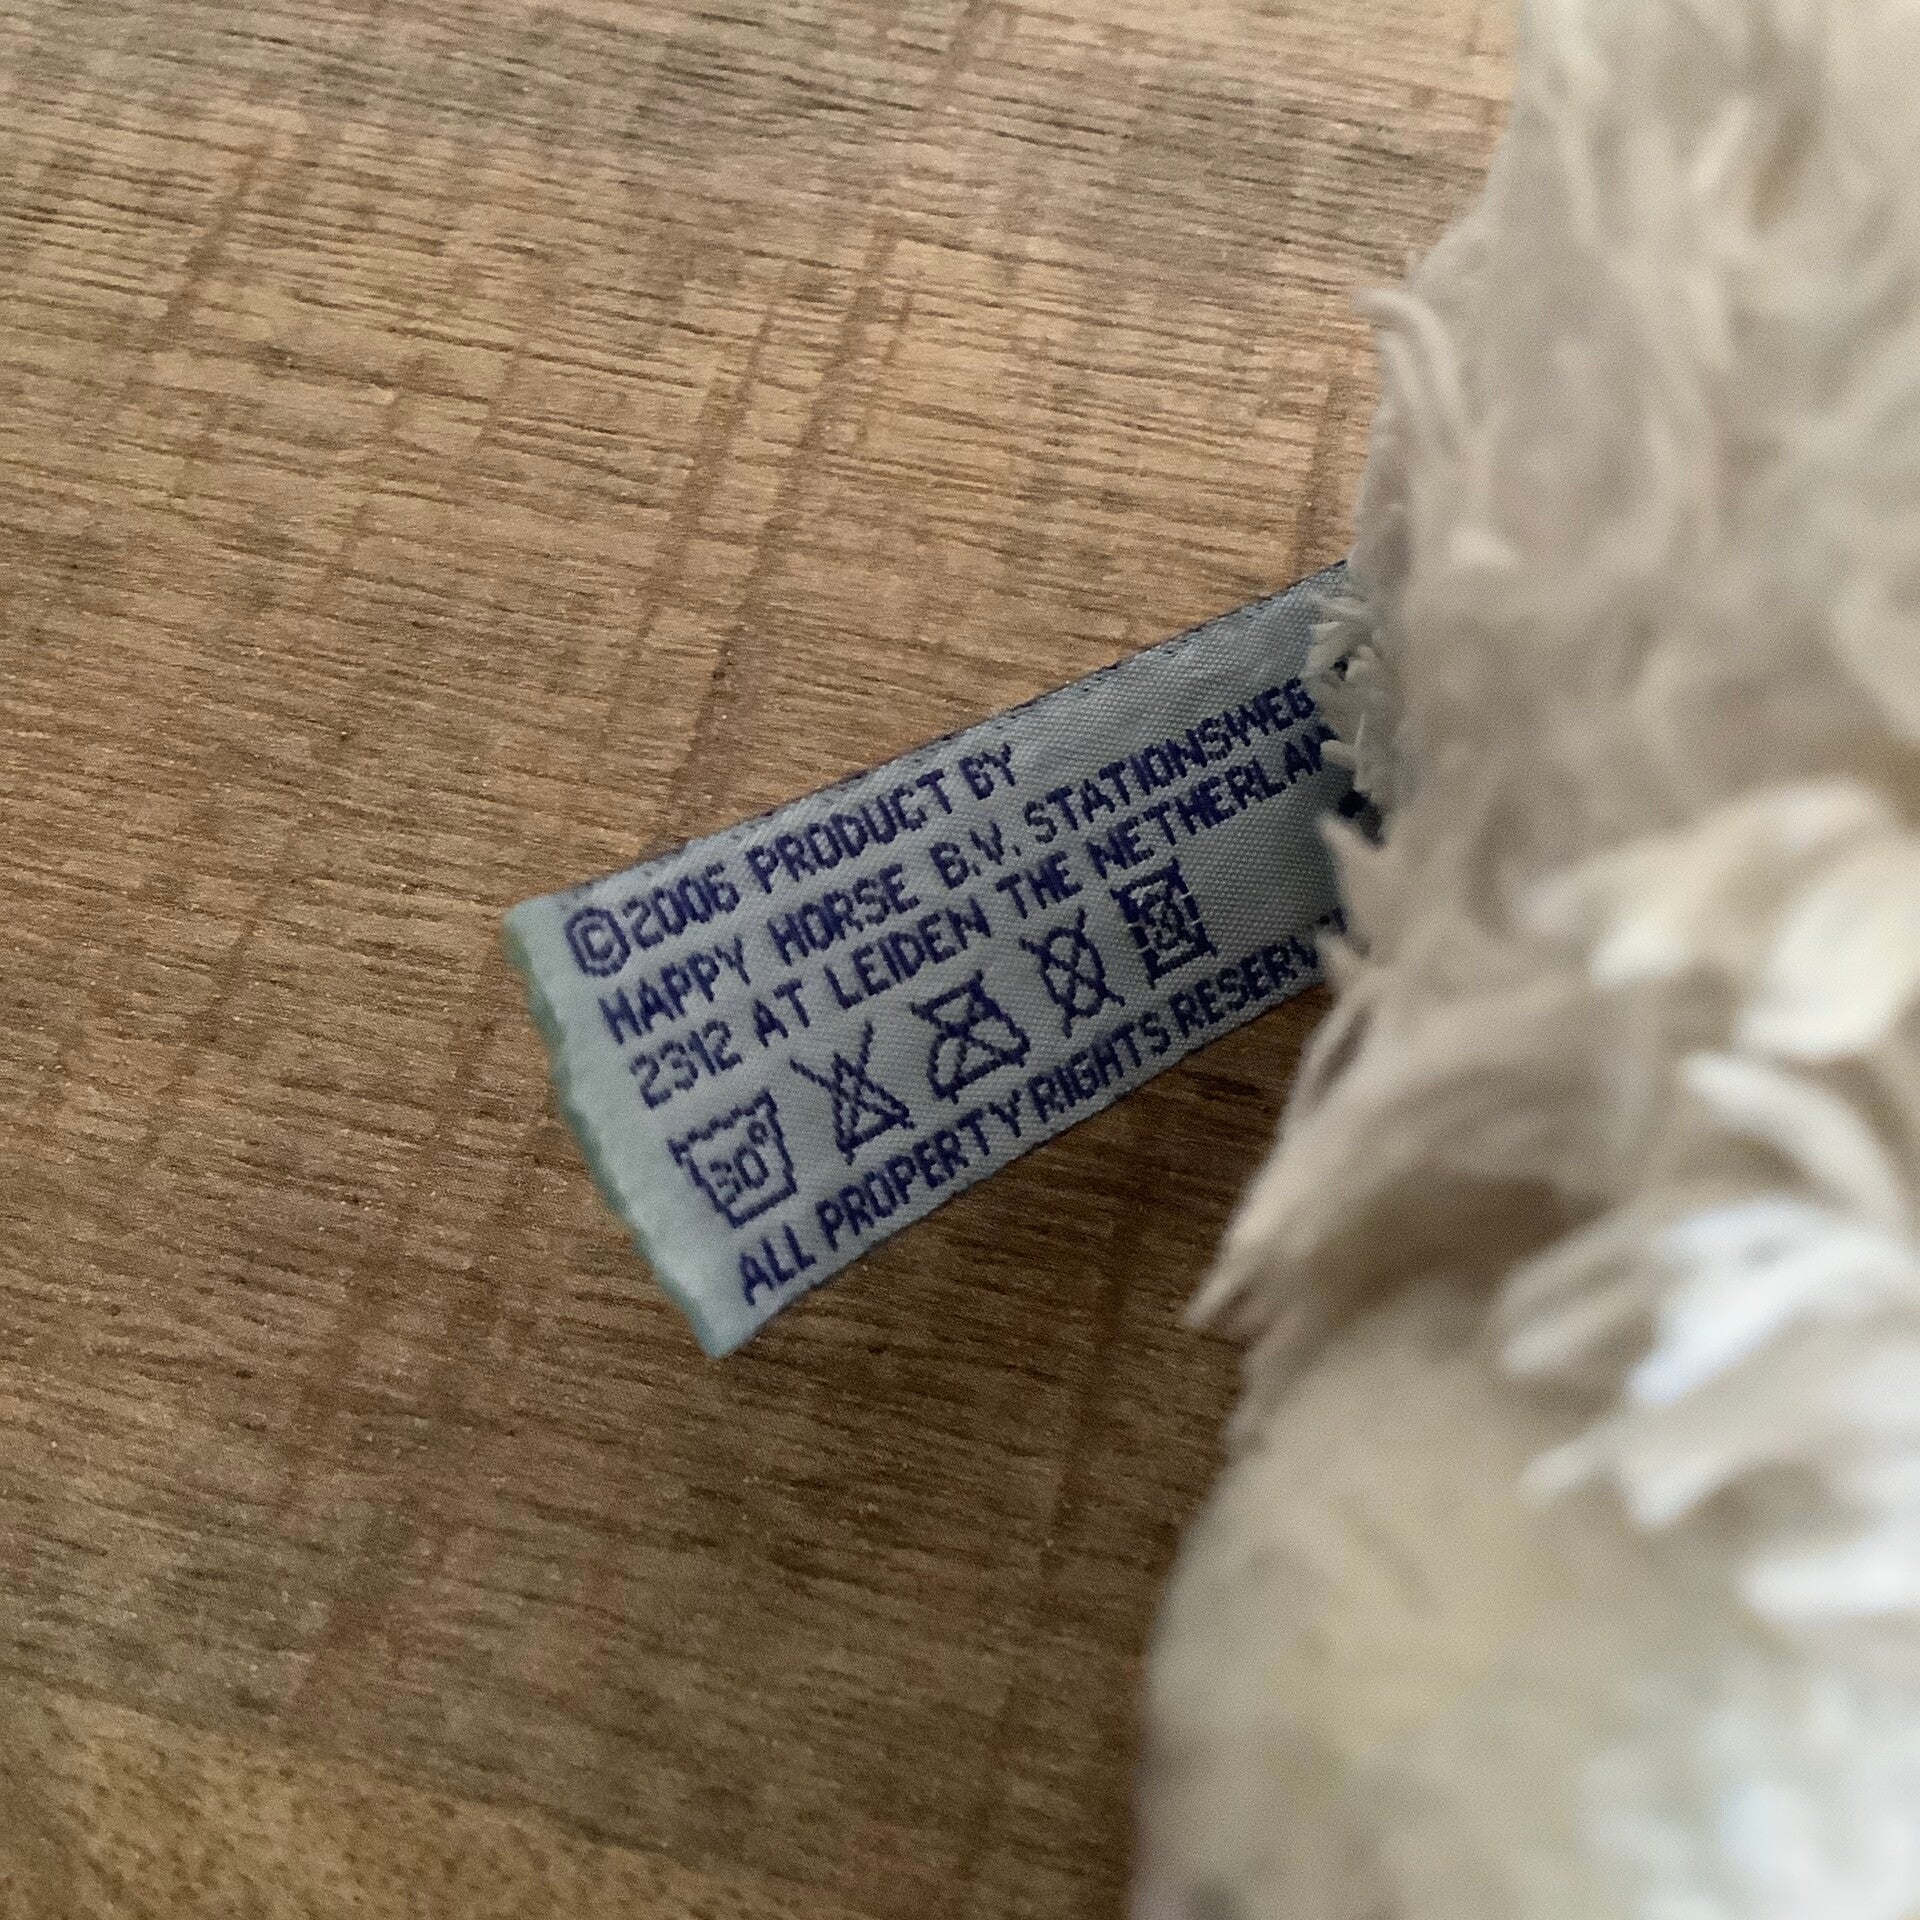 ©2006 PRODUCT BY
HAPPY HORSE B.V. STATIONSWEG
2312 AT LEIDEN THE NETHERLAN
30°
ALL PROPERTY RIGHTS RESERV